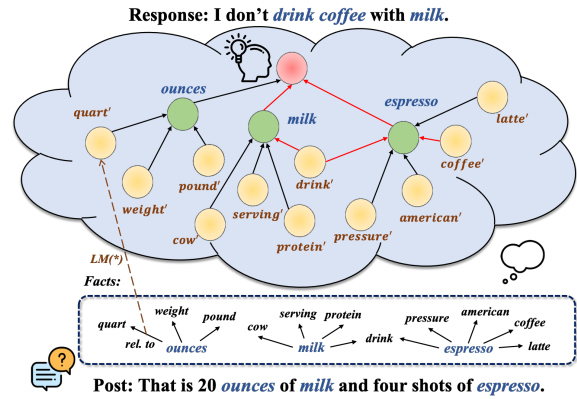 Response: I don't drink coffee with milk.
ounces
espresso
quart'
milk
latte'
coffee'
pound'
drink'
weight'
serving'
american'
cow'
protein'
pressure'
LM(*)
Facts:
weight
serving
protein
pressure
american
quart
pound
cow
coffee
rel. to
drink
ounces
milk
espresso
latte
Post: That is 20 ounces of milk and four shots of espresso.